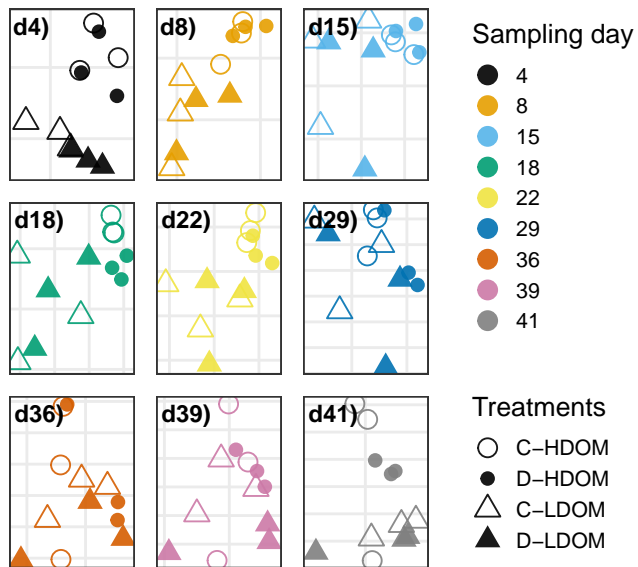 d4)
d8)
d15)
d18)
d22)
d29)
d36)
d39)
d41)
Sampling day
4
8
15
18
22
29
36
39
41
Treatments
C−HDOM
D−HDOM
C−LDOM
D−LDOM